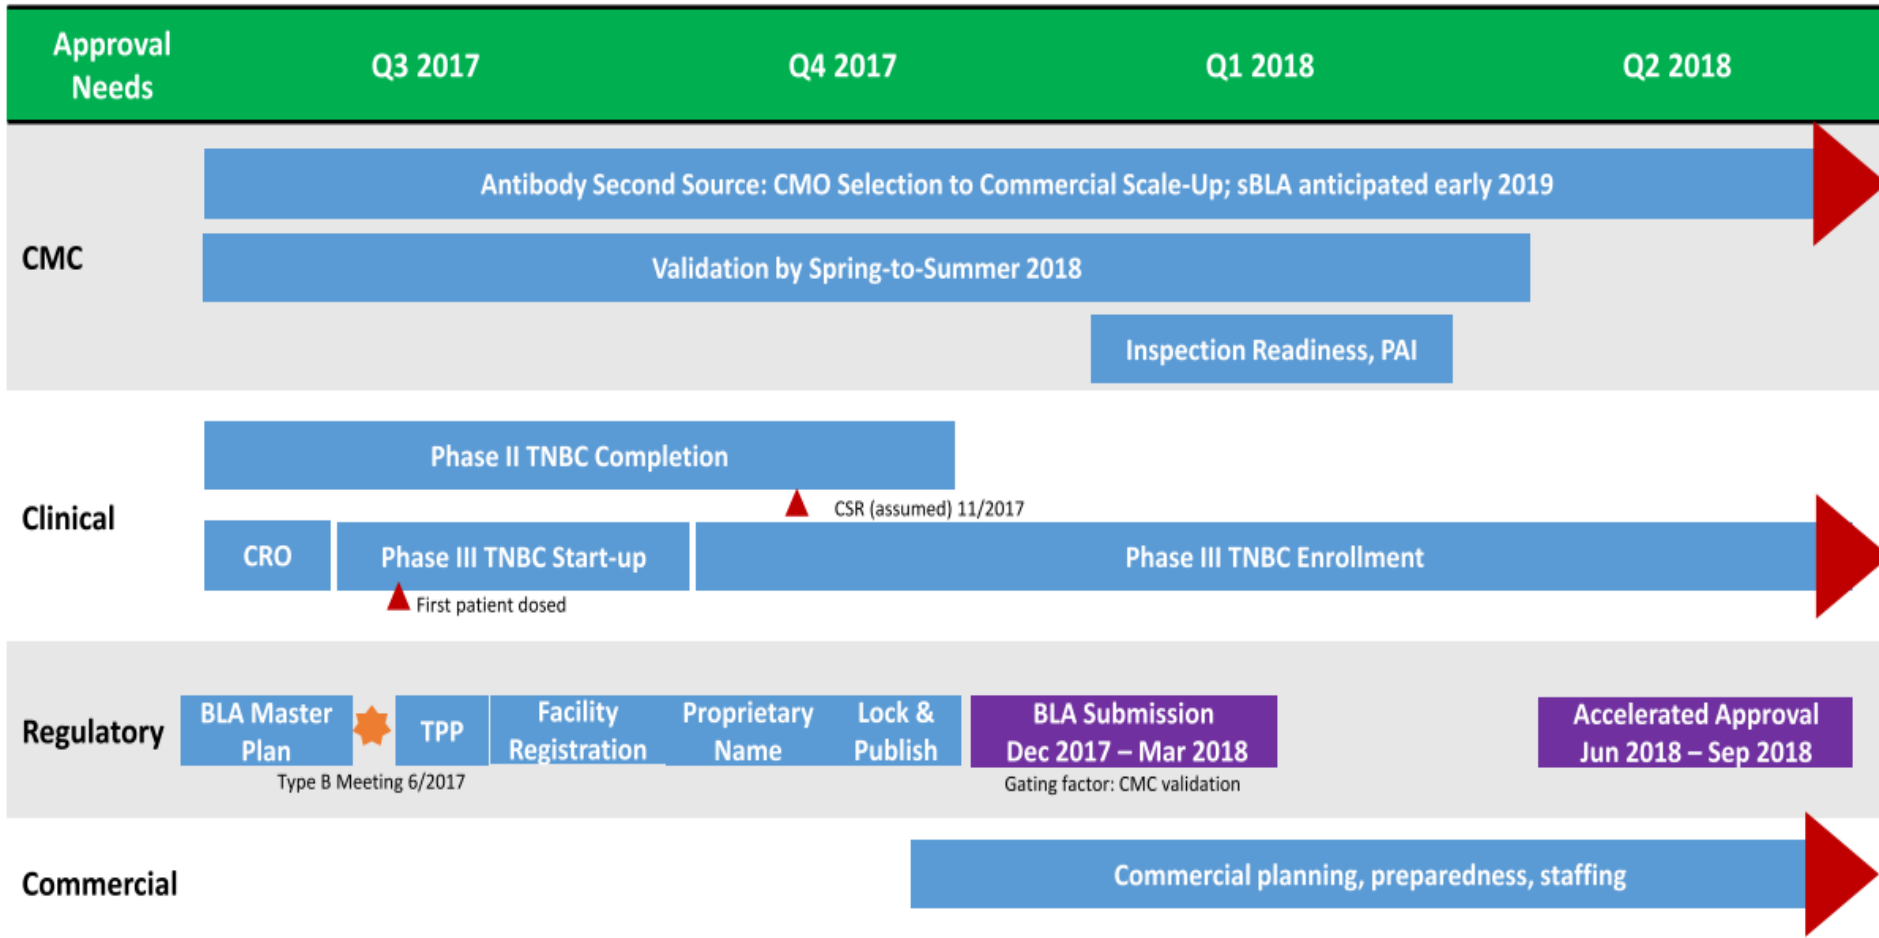 Approval
Needs
Q3 2017
Q4 2017
Q1 2018
Q2 2018
CMC
Antibody Second Source: CMO Selection to Commercial Scale-Up; sBLA anticipated early 2019
Validation by Spring-to-Summer 2018
Inspection Readiness, PAI
Clinical
Phase II TNBC Completion
CSR (assumed) 11/2017
CRO
Phase III TNBC Start-up
Phase III TNBC Enrollment
First patient dosed
Regulatory
BLA Master
Plan
TPP
Facility
Registration
Proprietary
Name
Lock &
Publish
BLA Submission
Dec 2017 – Mar 2018
Accelerated Approval
Jun 2018 – Sep 2018
Type B Meeting 6/2017
Gating factor: CMC validation
Commercial
Commercial planning, preparedness, staffing